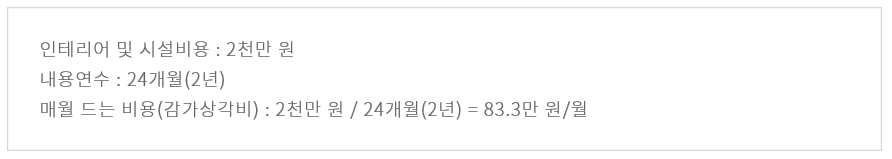 인테리어 및 시설비용 : 2천만 원
내용연수 : 24개월(2년)
매월 드는 비용(감가상각비) : 2천만 원 / 24개월(2년) = 83.3만 원/월